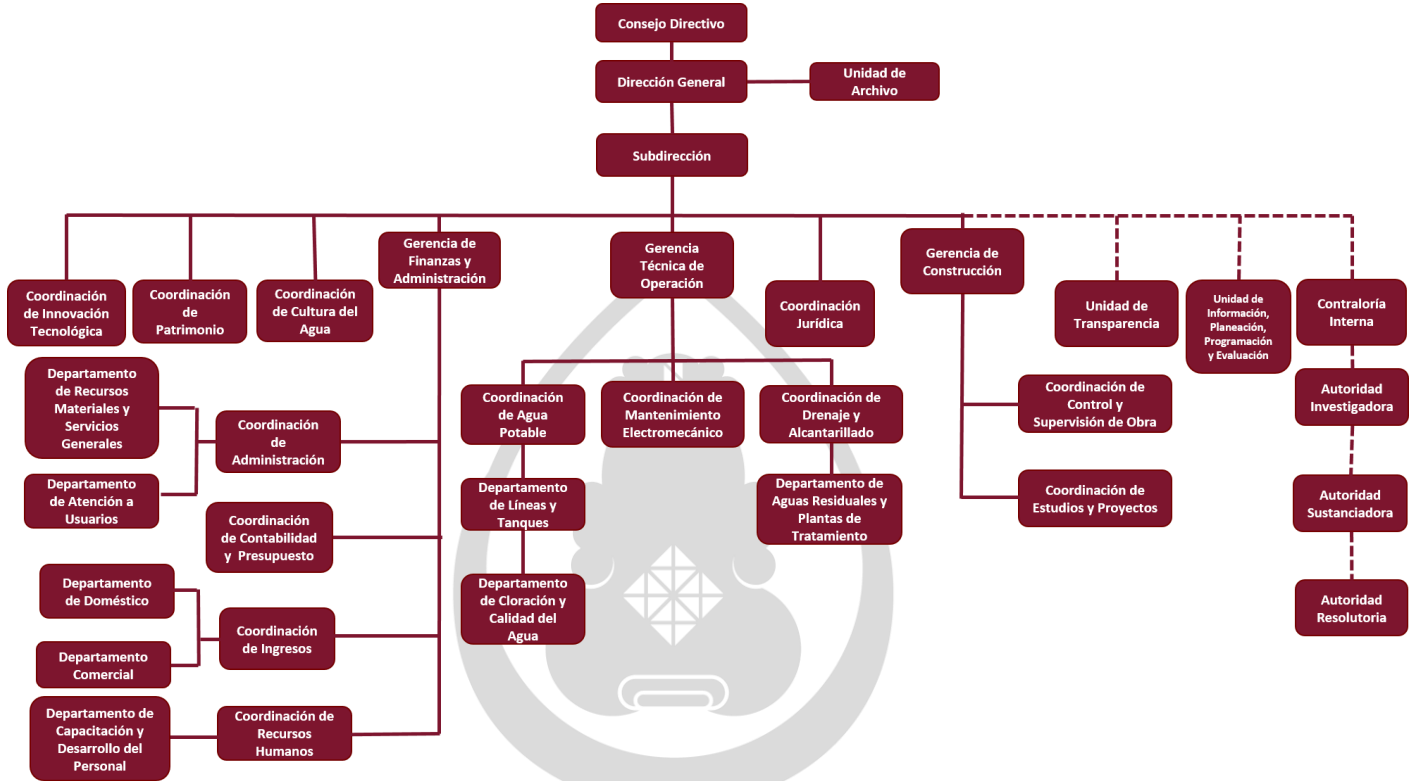 Consejo Directivo
Dirección General
Unidad de
Archivo
Subdirección
Gerencia de
Finanzas y
Administración
Gerencia
Técnica de
Operación
Gerencia de
Construcción
Coordinación
de Innovación
Tecnológica
Coordinación
de
Patrimonio
Coordinación
de Cultura del
Agua
Coordinación
Jurídica
Unidad de
Transparencia
Unidad de
Información,
Planeación,
Programación
y Evaluación
Contraloría
Interna
Departamento
de Recursos
Materiales y
Servicios
Generales
Coordinación
de
Administración
Departamento
de Atención a
Usuarios
Coordinación
de Contabilidad
y Presupuesto
Departamento
de Doméstico
Coordinación
de Ingresos
Departamento
Comercial
Departamento de
Capacitación y
Desarrollo del
Personal
Coordinación de
Recursos
Humanos
Coordinación
de Agua
Potable
Coordinación de
Mantenimiento
Electromecánico
Coordinación de
Drenaje y
Alcantarillado
Departamento
de Líneas y
Tanques
Departamento de
Aguas Residuales y
Plantas de
Tratamiento
Departamento
de Cloración y
Calidad del
Agua
Coordinación de
Control y
Supervisión de Obra
Coordinación de
Estudios y Proyectos
Autoridad
Investigadora
Autoridad
Sustanciadora
Autoridad
Resolutoria